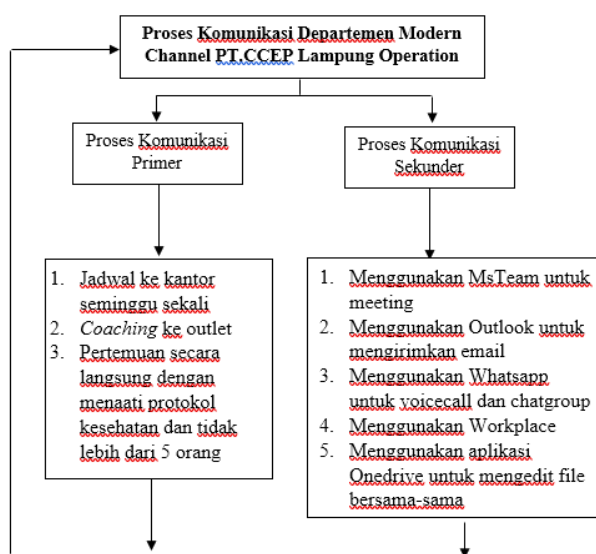 Proses Komunikasi Departemen Modern
Channel PT.CCEP Lampung Operation
Proses Komunikasi
Primer
Proses Komunikasi
Sekunder
1. Jadwal ke kantor
seminggu sekali
2. Coaching ke outlet
3. Pertemuan secara
langsung dengan
menaati protokol
kesehatan dan tidak
lebih dari 5 orang
1. Menggunakan MsTeam untuk
meeting
2. Menggunakan Outlook untuk
mengirimkan email
3. Menggunakan Whatsapp
untuk voicecall dan chatgroup
4. Menggunakan Workplace
5. Menggunakan aplikasi
Onedrive untuk mengedit file
bersama-sama